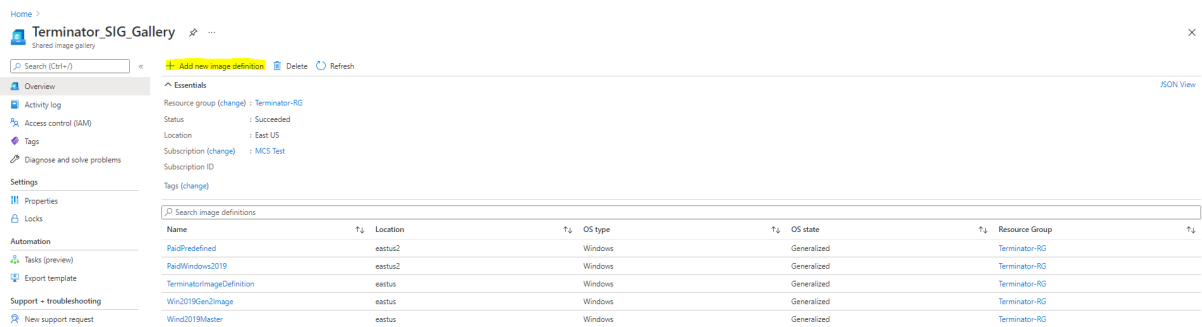 Home >
Terminator_SIG_Gallery ...
Shared image gallery
Search (Ctrl+/) «
Overview
Activity log
Access control (IAM)
Tags
Diagnose and solve problems
Settings
Properties
Locks
Automation
Tasks (preview)
Export template
Support + troubleshooting
New support request
+ Add new image definition Delete Refresh
Essentials JSON View
Resource group (change) : Terminator-RG
Status : Succeeded
Location : East US
Subscription (change) : MCS Test
Subscription ID
Tags (change)
Search image definitions
Name ↑↓ Location ↑↓ OS type ↑↓ OS state ↑↓ Resource Group ↑↓
PaidPredefined eastus2 Windows Generalized Terminator-RG
PaidWindows2019 eastus2 Windows Generalized Terminator-RG
TerminatorImageDefinition eastus Windows Generalized Terminator-RG
Win2019Gen2Image eastus Windows Generalized Terminator-RG
Wind2019Master eastus Windows Generalized Terminator-RG